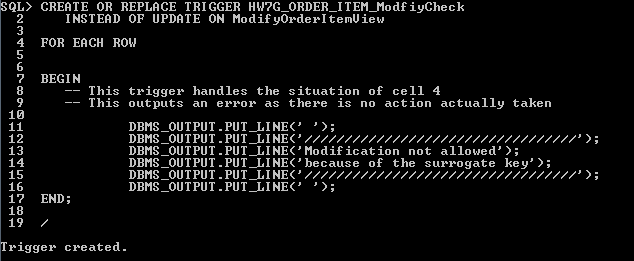 SQL> CREATE OR REPLACE TRIGGER HW7G_ORDER_ITEM_ModfiyCheck
2 INSTEAD OF UPDATE ON ModifyOrderItemView
3
4 FOR EACH ROW
5
6
7 BEGIN
8 -- This trigger handles the situation of cell 4
9 -- This outputs an error as there is no action actually taken
10
11 DBMS_OUTPUT.PUT_LINE(' ');
12 DBMS_OUTPUT.PUT_LINE('//////////////////////////////////');
13 DBMS_OUTPUT.PUT_LINE('Modification not allowed');
14 DBMS_OUTPUT.PUT_LINE('because of the surrogate key');
15 DBMS_OUTPUT.PUT_LINE('//////////////////////////////////');
16 DBMS_OUTPUT.PUT_LINE(' ');
17 END;
18
19 /
Trigger created.